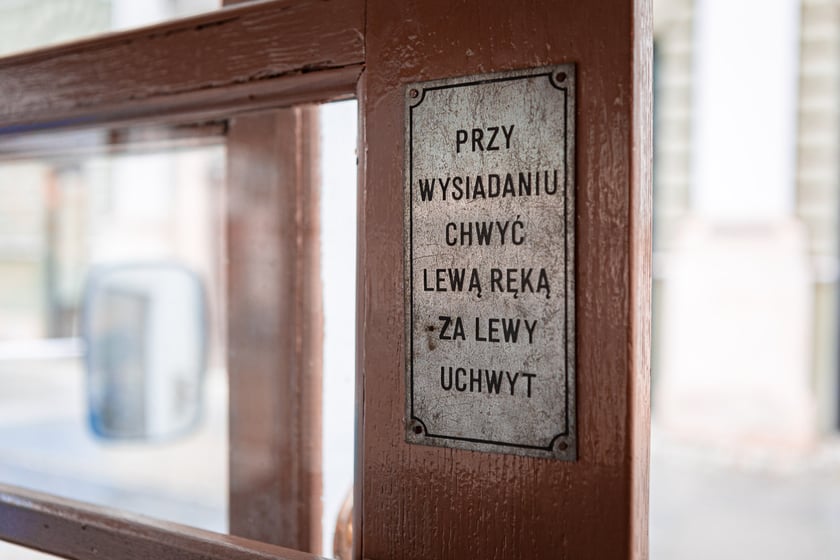 PRZY
WYSIADANIU
CHWYĆ
LEWĄ RĘKĄ
ZA LEWY
UCHWYT